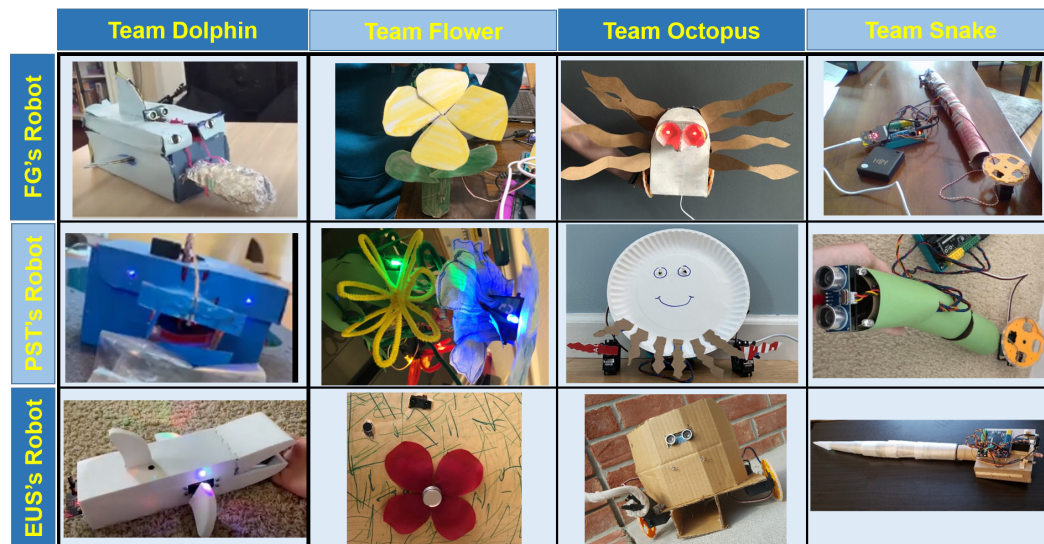 Team Dolphin
Team Flower
Team Octopus
Team Snake
FG's Robot
PST's Robot
EUS's Robot